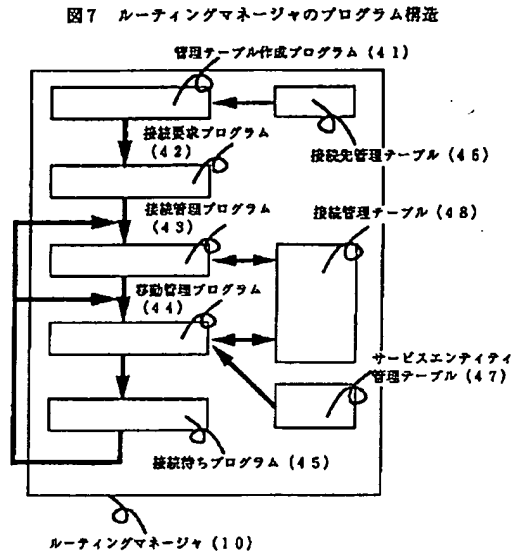 図7 ルーティングマネージャのプログラム構造
管理テーブル作成プログラム(41)
接続要求プログラム
(42)
接続先管理テーブル(46)
接続管理プログラム
(43)
接続管理テーブル(48)
移動管理プログラム
(44)
サービスエンティティ
管理テーブル(47)
接続待ちプログラム(45)
ルーティングマネージャ(10)